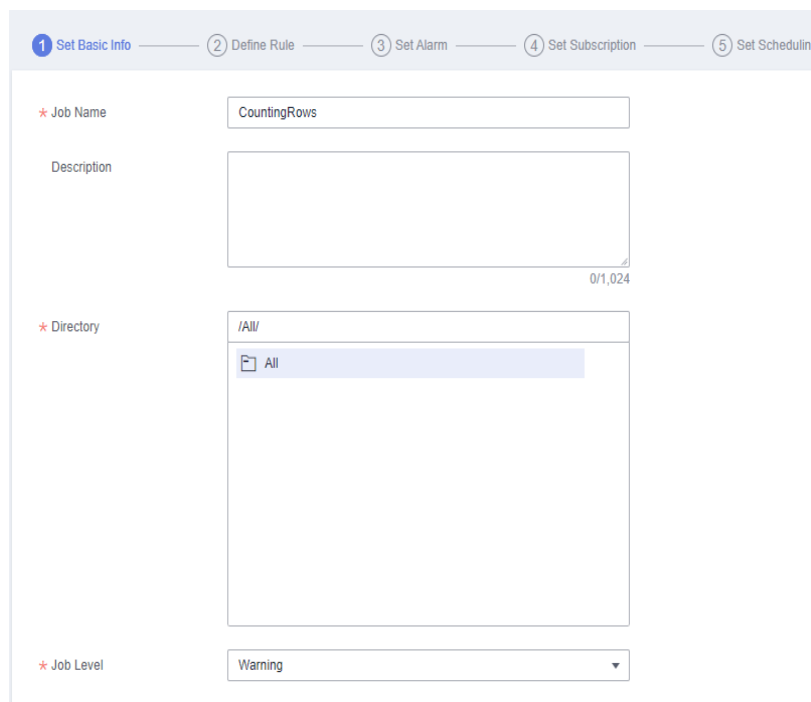 1 Set Basic Info 2 Define Rule 3 Set Alarm 4 Set Subscription 5 Set Schedulin
* Job Name CountingRows
Description
0/1,024
* Directory /All/
All
* Job Level Warning